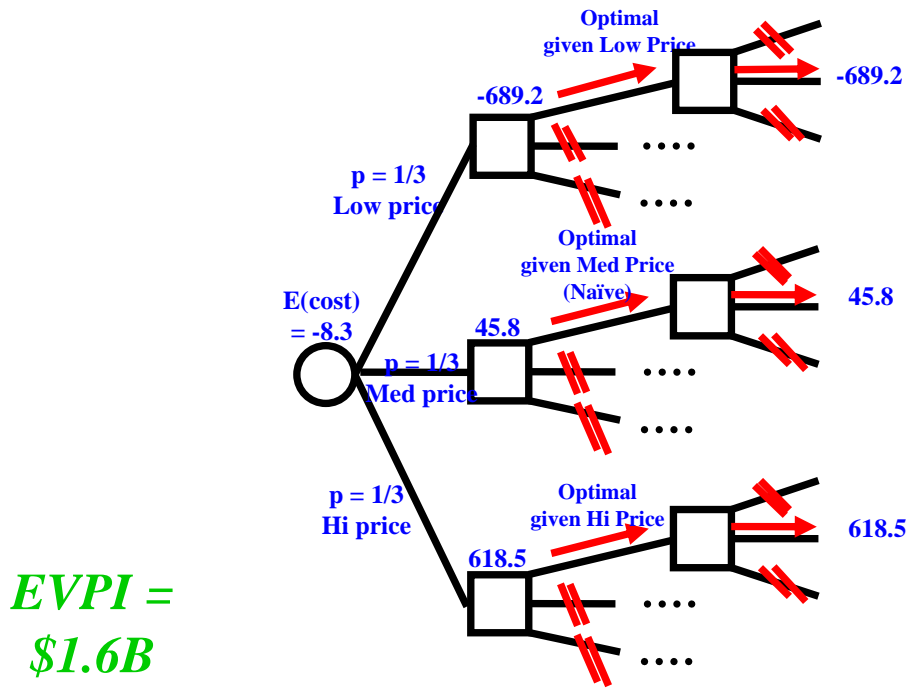 Optimal
given Low Price
-689.2
-689.2
p = 1/3
Low price
....
....
Optimal
given Med Price
(Naïve)
E(cost)
= -8.3
45.8
45.8
p = 1/3
Med price
....
....
p = 1/3
Hi price
Optimal
given Hi Price
618.5
618.5
....
....
EVPI =
$1.6B